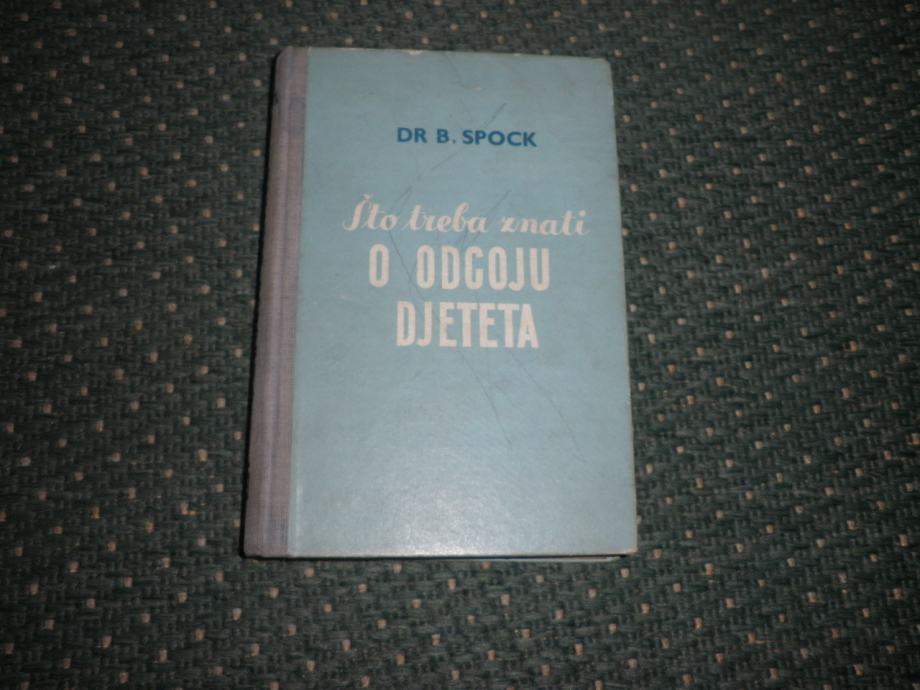 DR B. SPOCK
Što treba znati
O ODGOJU
DJETETA